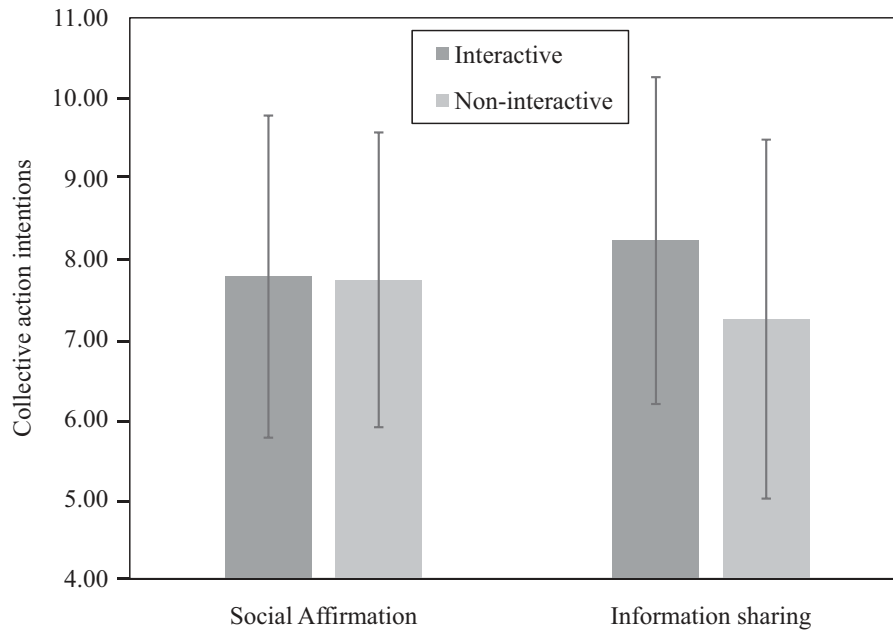 11.00
10.00
9.00
8.00
7.00
6.00
5.00
4.00
Collective action intentions
Interactive
Non-interactive
Social Affirmation
Information sharing